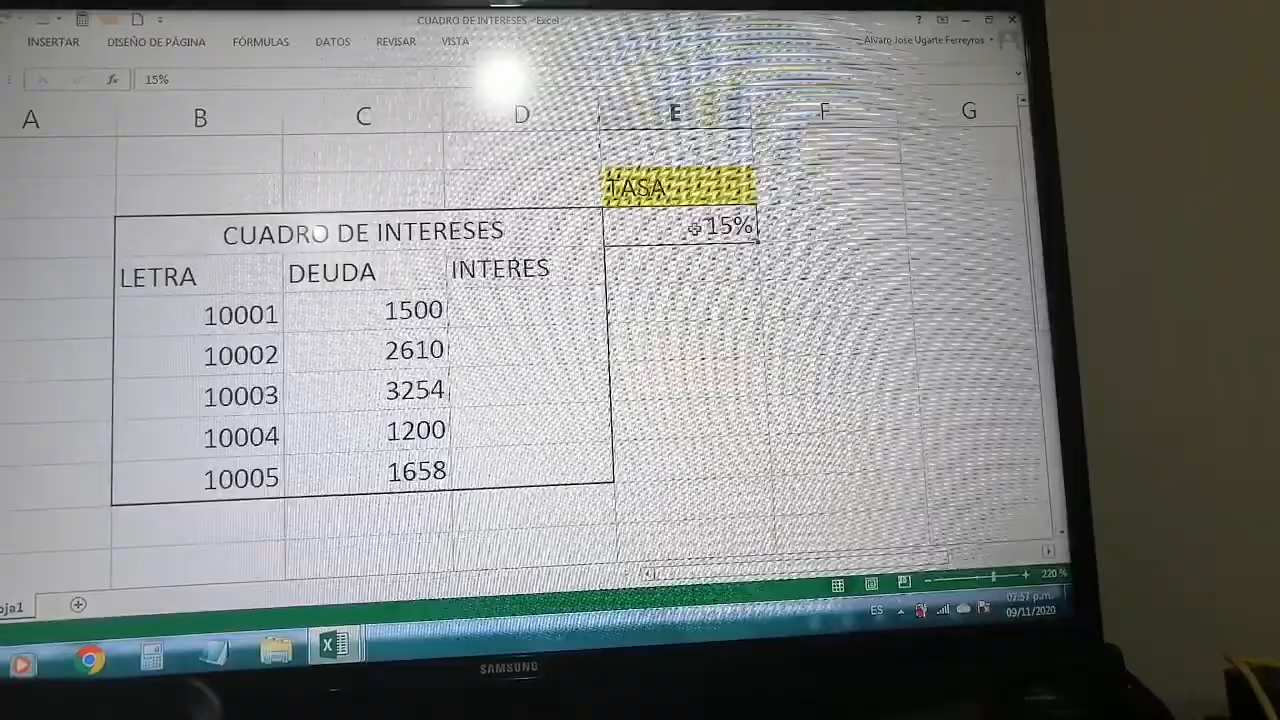 CUADRO DE INTERESES - Excel
?
INSERTAR DISEÑO DE PÁGINA FÓRMULAS DATOS REVISAR VISTA
Alvaro Jose Ugarte Ferreyros
fx 15%
A B C D E F G
TASA
CUADRO DE INTERESES 15%
LETRA DEUDA INTERES
10001 1500
10002 2610
10003 3254
10004 1200
10005 1658
220 %
ES 07:57 p.m.
09/11/2020
SAMSUNG